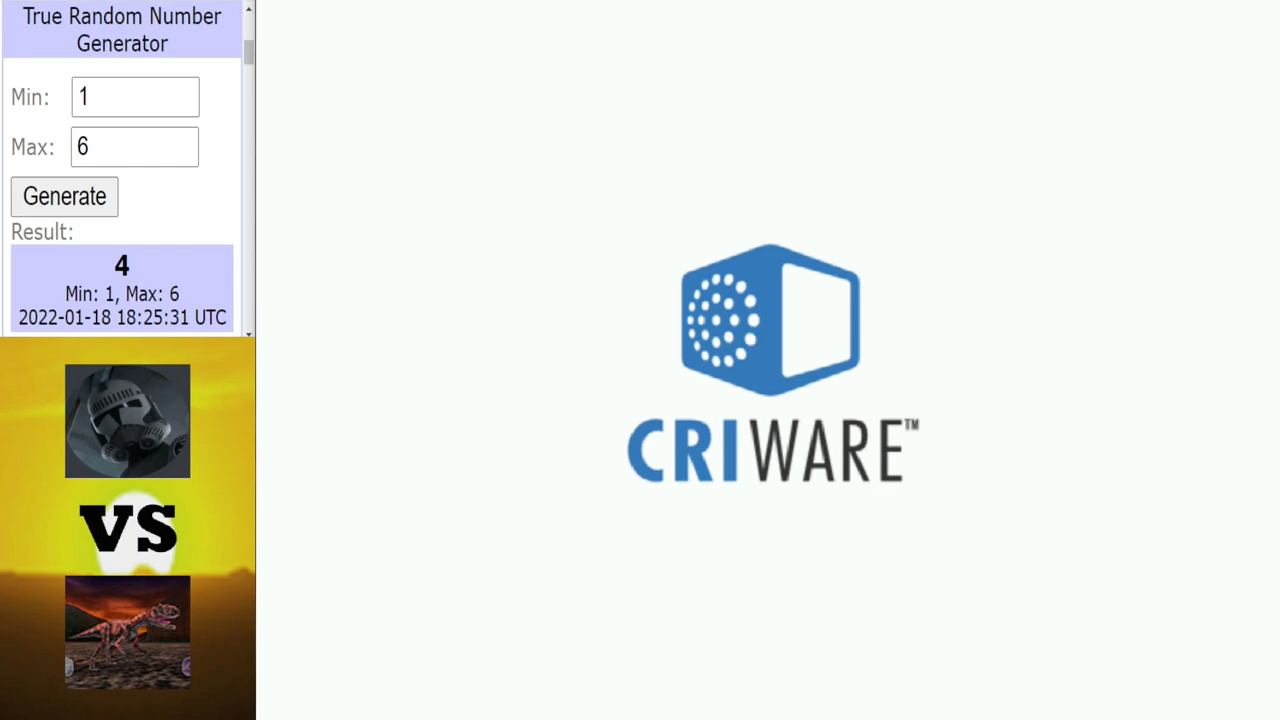 True Random Number
Generator
Min: 1
Max: 6
Generate
Result:
4
Min: 1, Max: 6
2022-01-18 18:25:31 UTC
VS
CRIWARE™